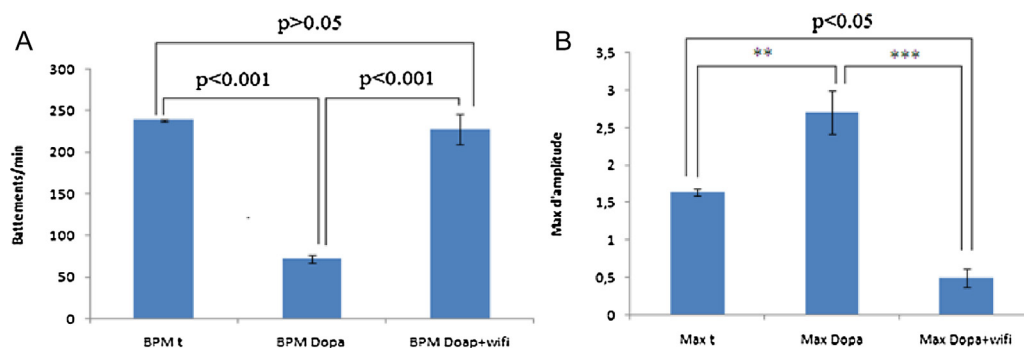 A
p>0.05
p<0.001
p<0.001
300
250
200
150
100
50
0
Battements/min
BPM t
BPM Dopa
BPM Doap+wifi
B
p<0.05
**
***
3,5
3
2,5
2
1,5
1
0,5
0
Max d'amplitude
Max t
Max Dopa
Max Dopa+wifi